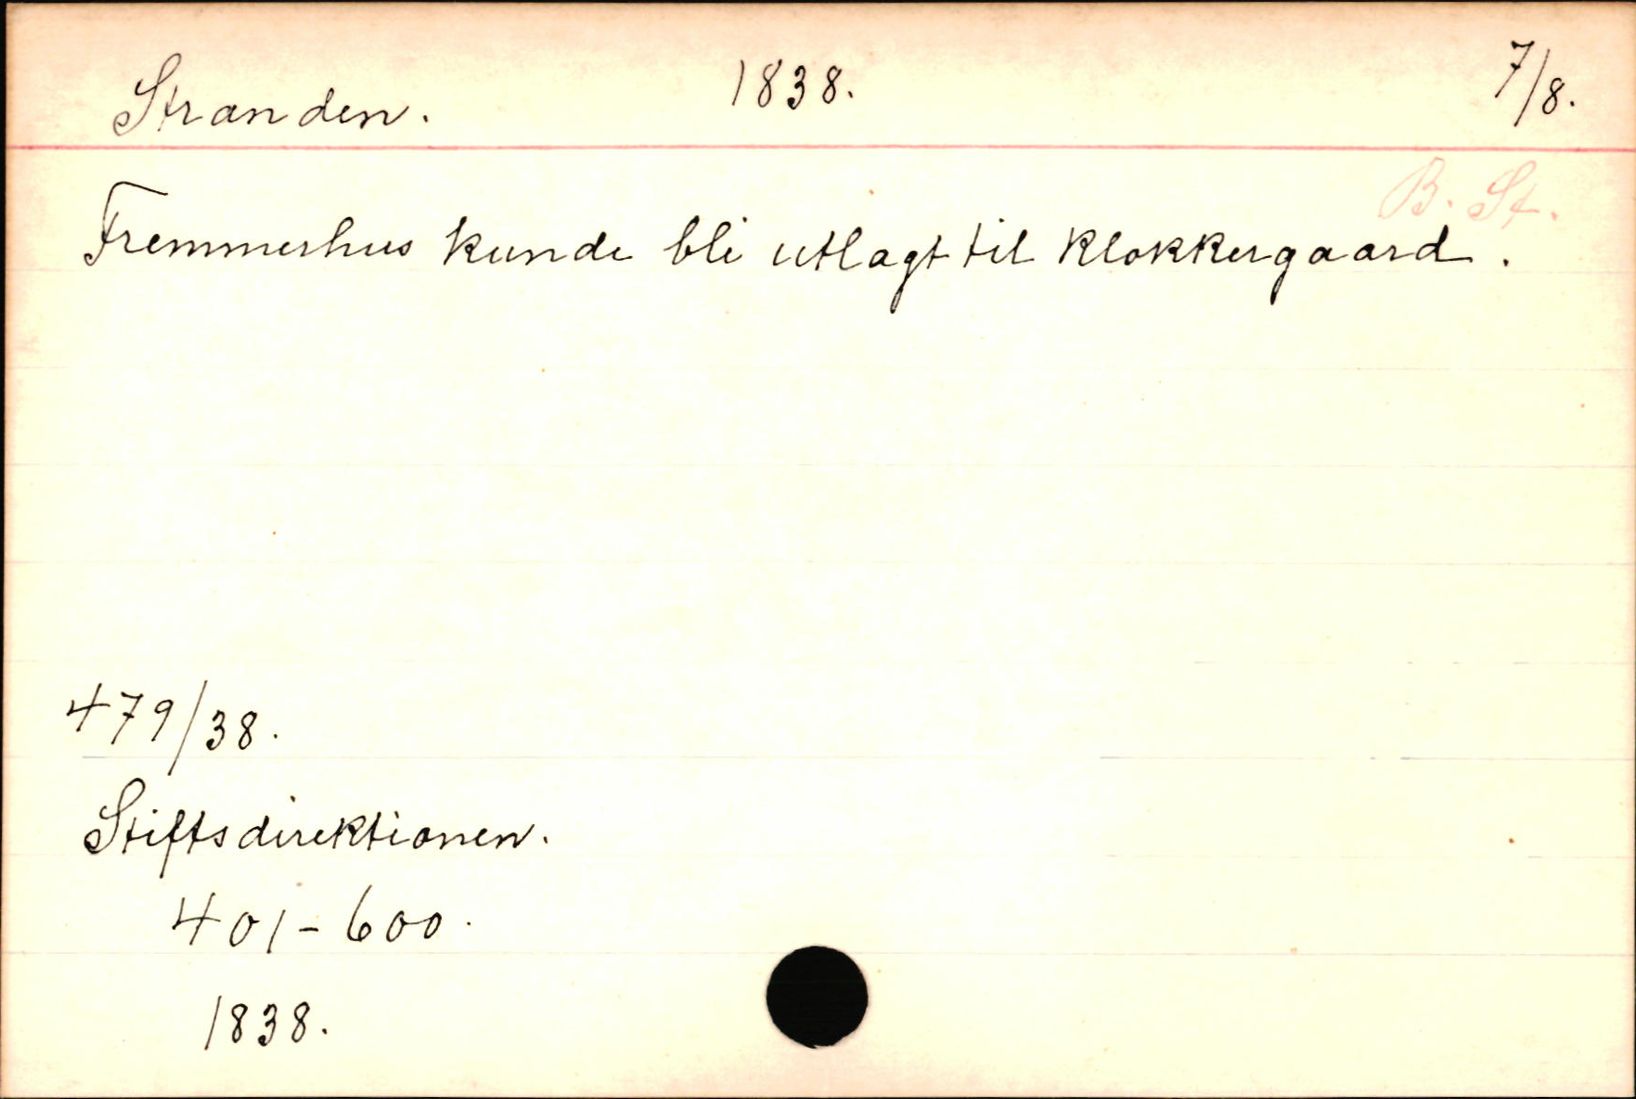 Stranden. 1838. 7/8.
B. St.
Fremmerhus kunde bli utlagt til Klokkergaard.
479/38.
Stiftsdirektionen.
401-600.
1838.